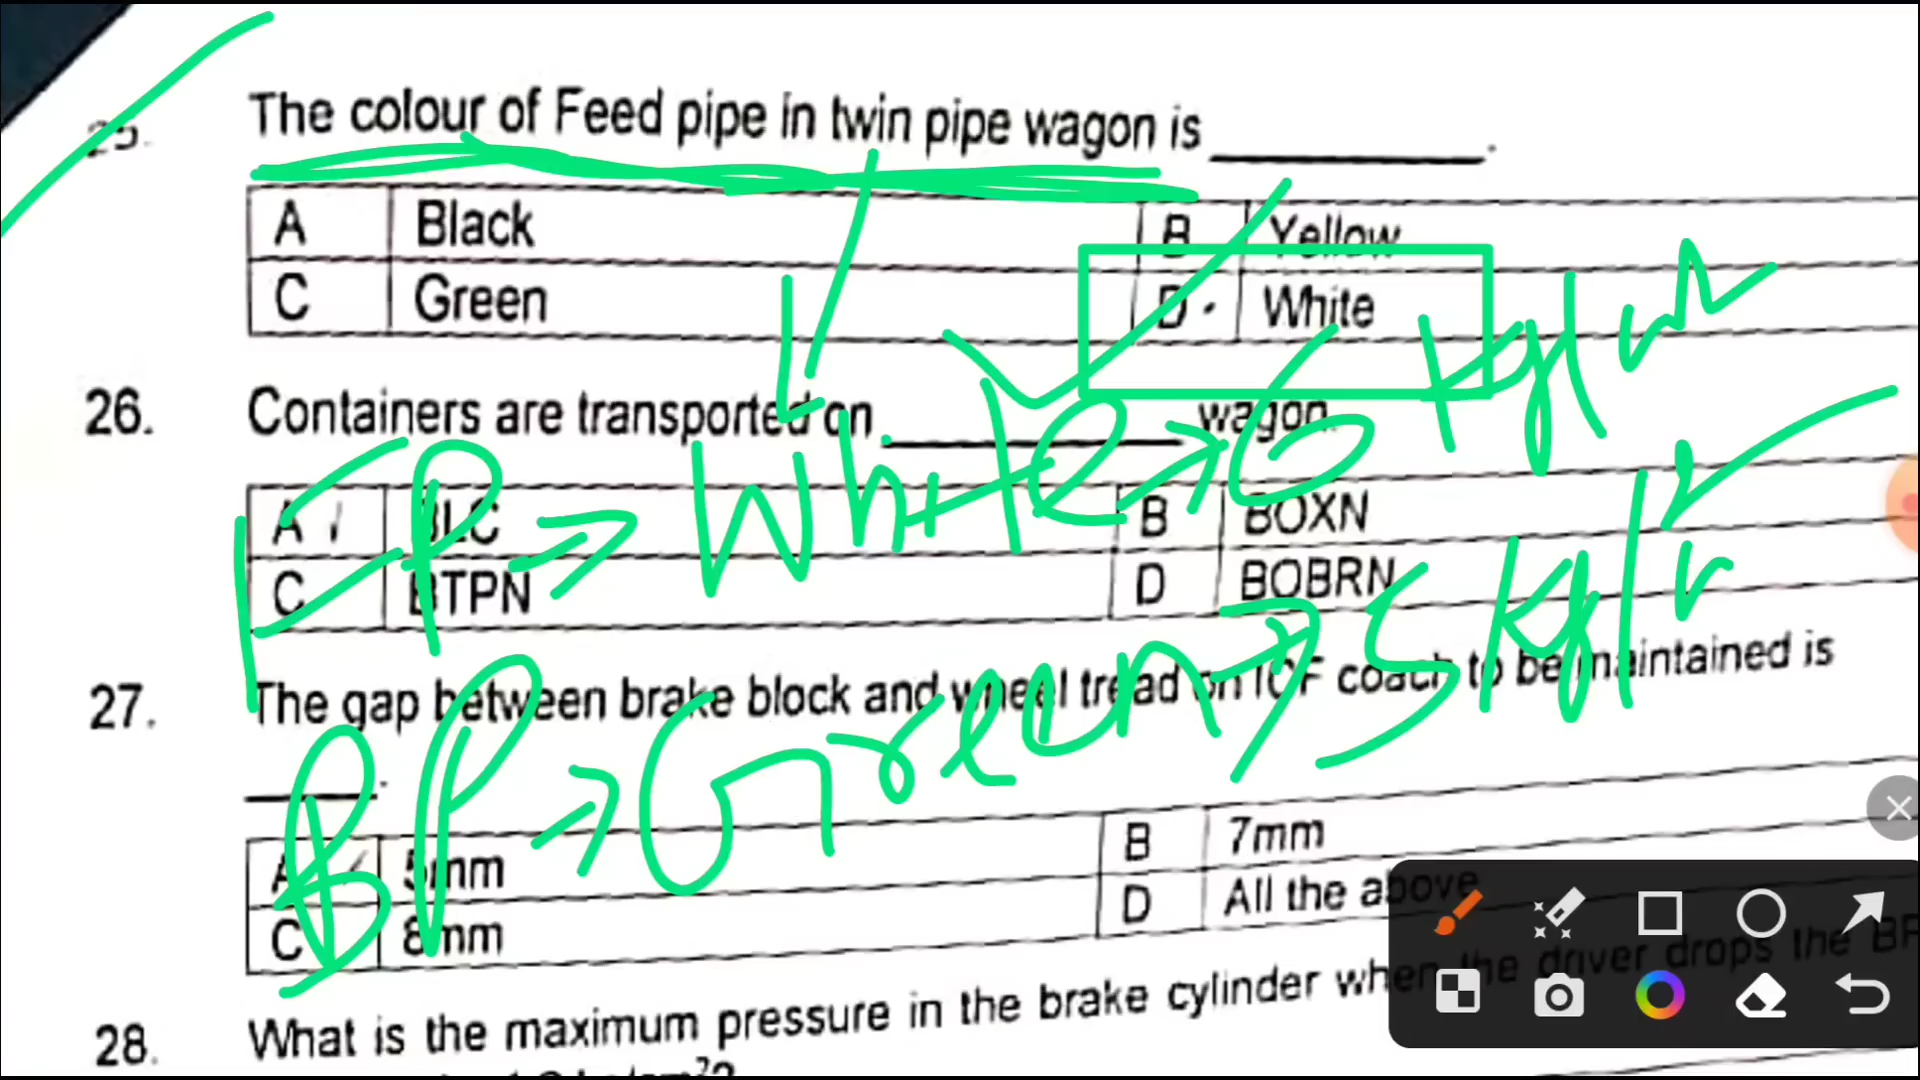 25. The colour of Feed pipe in twin pipe wagon is ________.
A Black B Yellow
C Green D White
26. Containers are transported on ________ wagon.
A BLC B BOXN
C BTPN D BOBRN
FP → White → 6 kg/cm²
27. The gap between brake block and wheel tread on ICF coach to be maintained is
________.
BP → Green → 5 kg/cm²
A 5mm B 7mm
C 8mm D All the above
28. What is the maximum pressure in the brake cylinder when the driver drops the BP